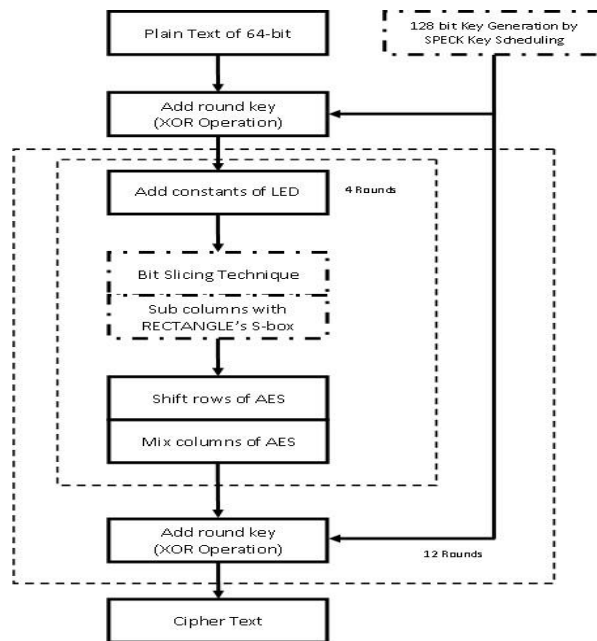 Plain Text of 64-bit
128 bit Key Generation by
SPECK Key Scheduling
Add round key
(XOR Operation)
Add constants of LED
4 Rounds
Bit Slicing Technique
Sub columns with
RECTANGLE's S-box
Shift rows of AES
Mix columns of AES
Add round key
(XOR Operation)
12 Rounds
Cipher Text